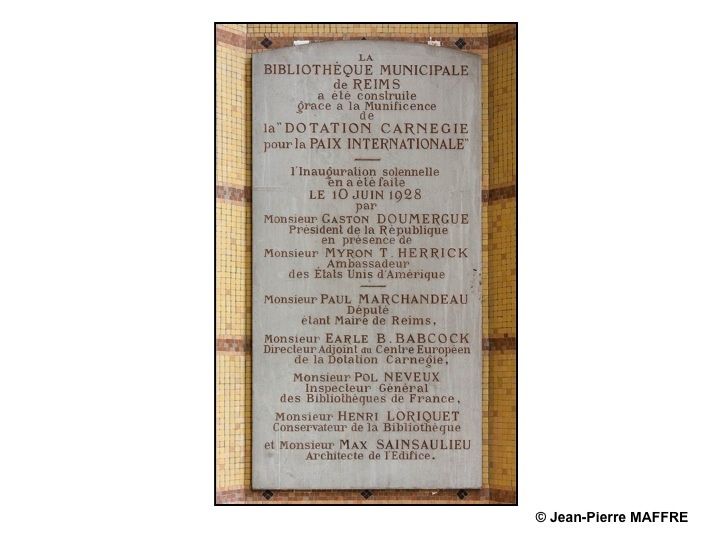 LA
BIBLIOTHÈQUE MUNICIPALE
de REIMS
a été construite
grace a la Munificence
de
la "DOTATION CARNEGIE
pour la PAIX INTERNATIONALE"
l'Inauguration solennelle
en a été faite
LE 10 JUIN 1928
par
Monsieur GASTON DOUMERGUE
Président de la République
en présence de
Monsieur MYRON T. HERRICK
Ambassadeur
des États Unis d'Amérique
Monsieur PAUL MARCHANDEAU
Député
étant Maire de Reims,
Monsieur EARLE B. BABCOCK
Directeur Adjoint du Centre Européen
de la Dotation Carnegie,
Monsieur POL NEVEUX
Inspecteur Général
des Bibliothèques de France,
Monsieur HENRI LORIQUET
Conservateur de la Bibliothèque
et Monsieur MAX SAINSAULIEU
Architecte de l'Edifice.
© Jean-Pierre MAFFRE